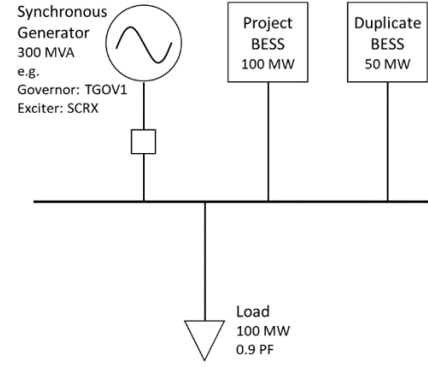 Synchronous
Generator
300 MVA
e.g.
Governor: TGOV1
Exciter: SCRX
Project
BESS
100 MW
Duplicate
BESS
50 MW
Load
100 MW
0.9 PF